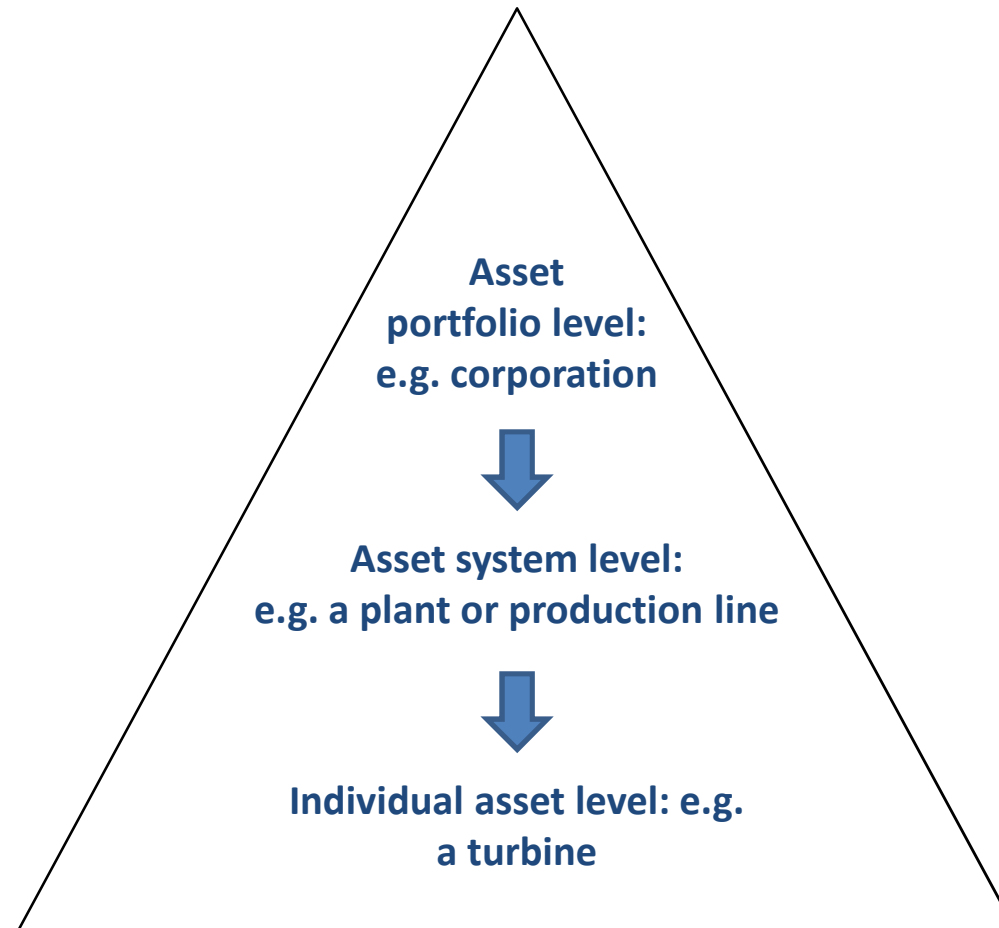 Asset
portfolio level:
e.g. corporation
Asset system level:
e.g. a plant or production line
Individual asset level: e.g.
a turbine